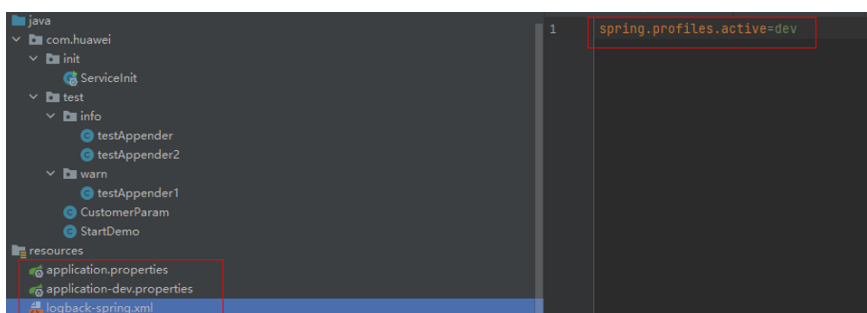 java
com.huawei
init
ServiceInit
test
info
testAppender
testAppender2
warn
testAppender1
CustomerParam
StartDemo
resources
application.properties
application-dev.properties
logback-spring.xml
1 spring.profiles.active=dev